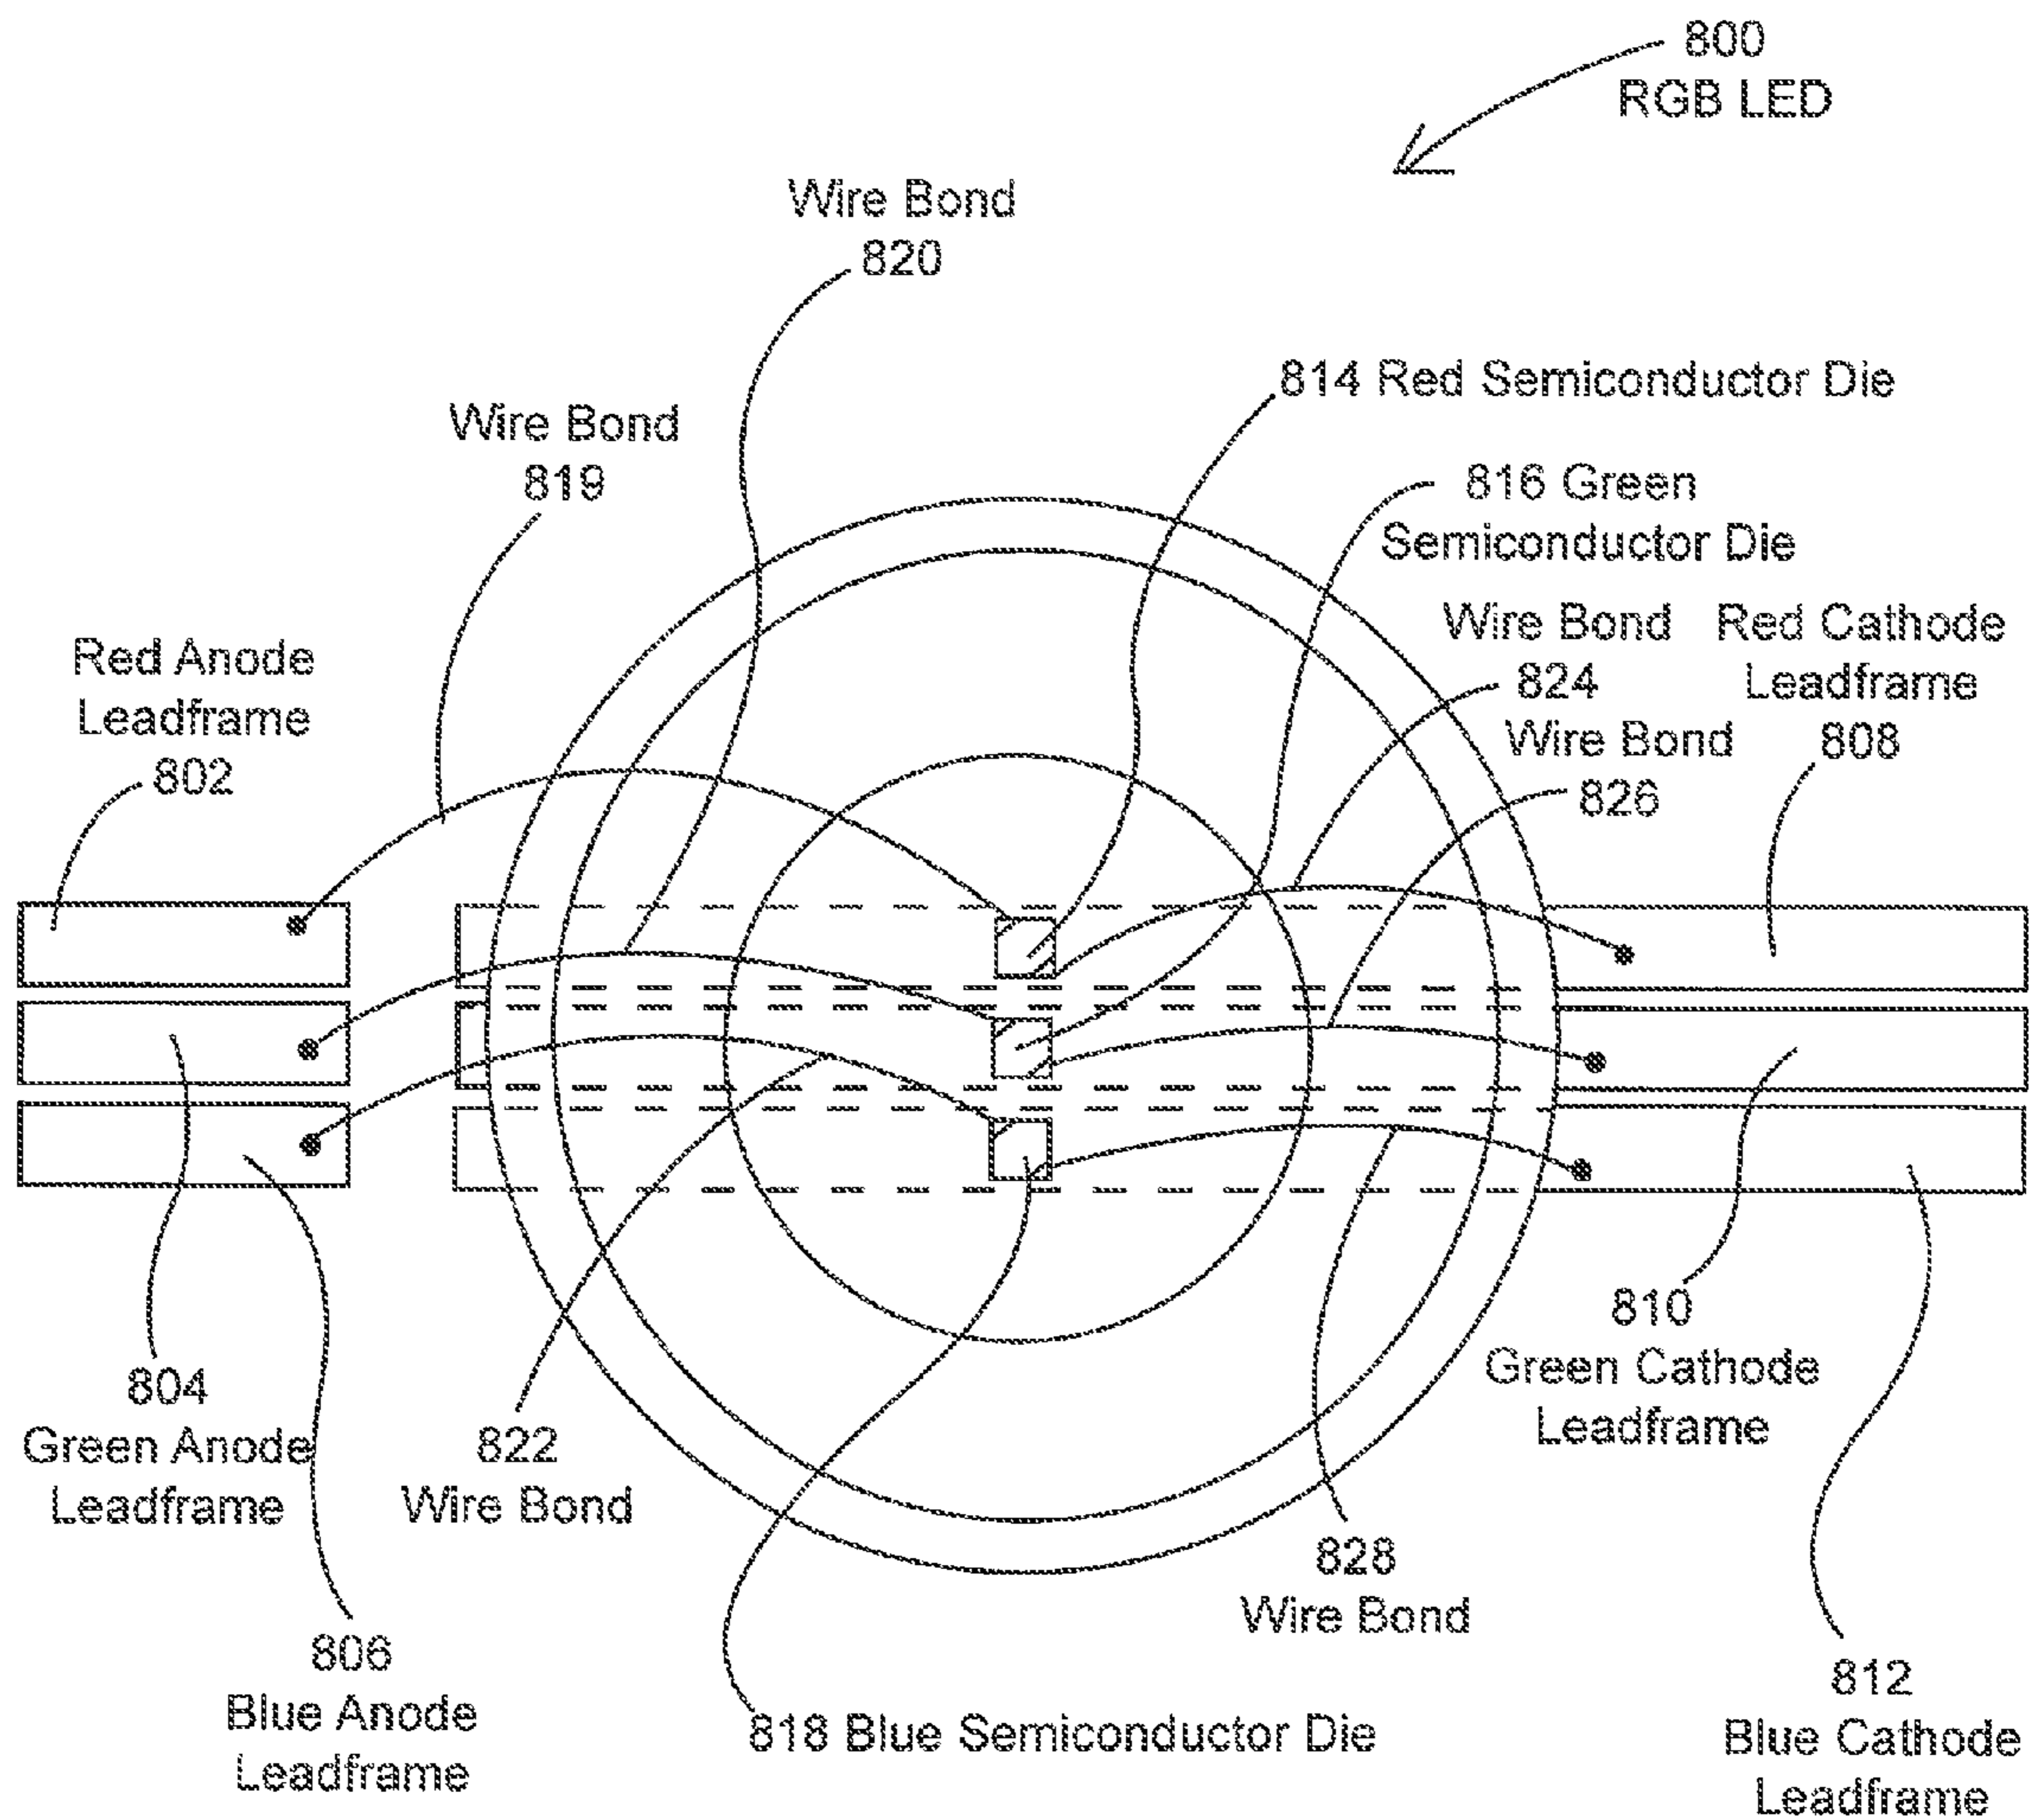 800
RGB LED
Wire Bond
820
814 Red Semiconductor Die
Wire Bond
819
816 Green
Semiconductor Die
Wire Bond
824
Red Cathode
Leadframe
808
Wire Bond
826
Red Anode
Leadframe
802
804
Green Anode
Leadframe
822
Wire Bond
810
Green Cathode
Leadframe
828
Wire Bond
806
Blue Anode
Leadframe
818 Blue Semiconductor Die
812
Blue Cathode
Leadframe